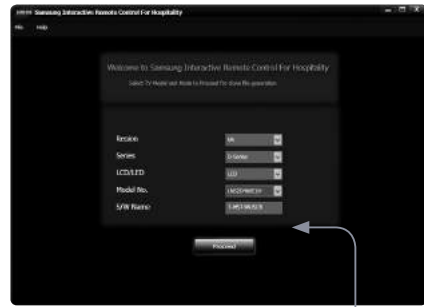 Samsung Interactive Remote Control For Hospitality
File Help
Welcome to Samsung Interactive Remote Control For Hospitality
Select TV Model and Mode to Proceed for clone file generation
Region
Series D-Series
LCD/LED LCD
Model No.
S/W Name
Proceed